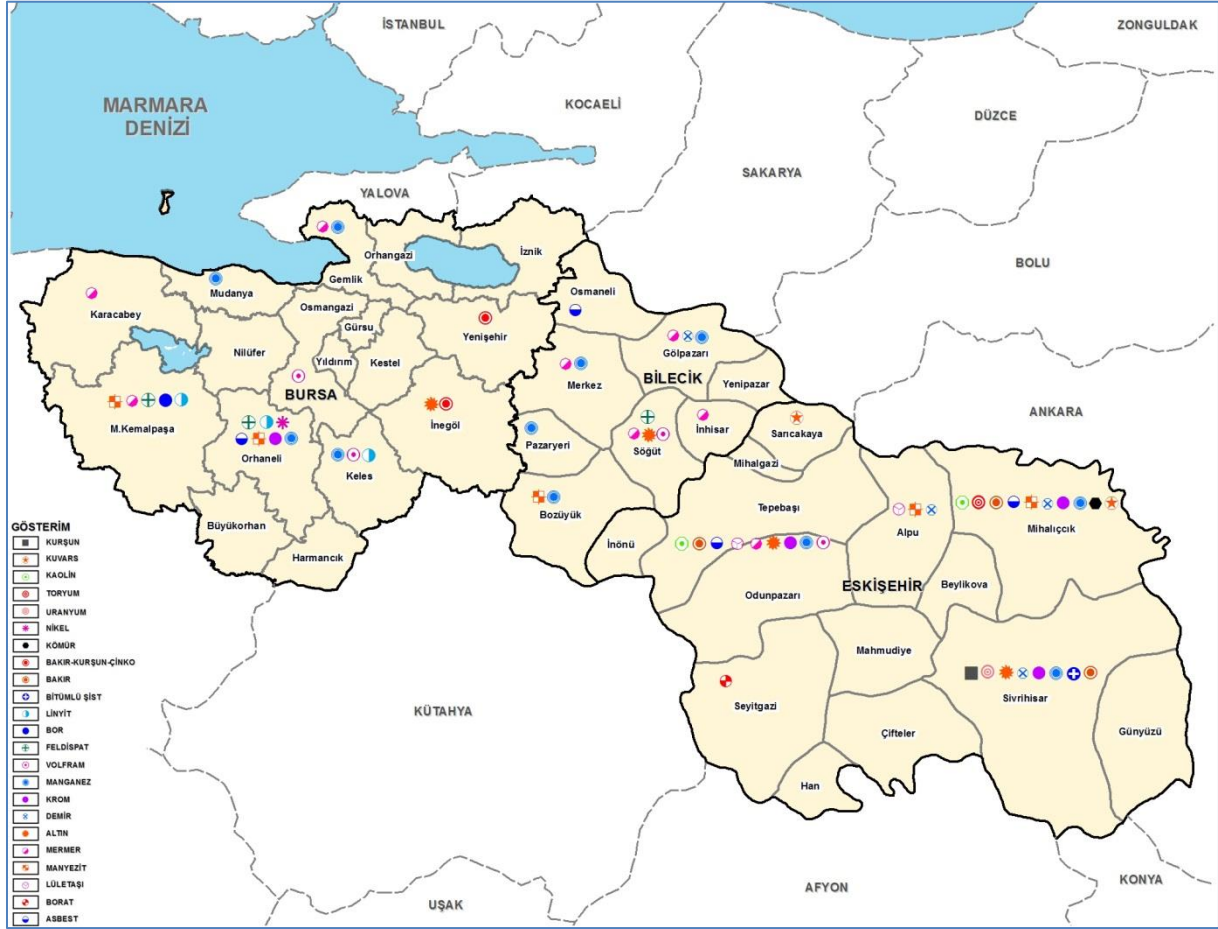 İSTANBUL
ZONGULDAK
MARMARA
DENİZİ
KOCAELİ
DÜZCE
SAKARYA
YALOVA
BOLU
Orhangazi
İznik
Gemlik
Osmaneli
Mudanya
Karacabey
Osmangazi
Gürsu
Yenişehir
Nilüfer
Yıldırım
Kestel
Gölpazarı
BİLECİK
Merkez
Yenipazar
BURSA
M.Kemalpaşa
İnegöl
ANKARA
Orhaneli
Pazaryeri
Söğüt
İnhisar
Sarıcakaya
Keles
Mihalgazi
Büyükorhan
Bozüyük
Tepebaşı
Alpu
Mihalıçcık
Harmancık
İnönü
ESKİŞEHİR
Beylikova
Odunpazarı
Mahmudiye
Sivrihisar
Seyitgazi
KÜTAHYA
Çifteler
Günyüzü
Han
AFYON
KONYA
UŞAK
GÖSTERİM
KURŞUN
KUVARS
KAOLİN
TORYUM
URANYUM
NİKEL
KÖMÜR
BAKIR-KURŞUN-ÇİNKO
BAKIR
BİTÜMLÜ ŞİST
LİNYİT
BOR
FELDİSPAT
VOLFRAM
MANGANEZ
KROM
DEMİR
ALTIN
MERMER
MANYEZİT
LÜLETAŞI
BORAT
ASBEST